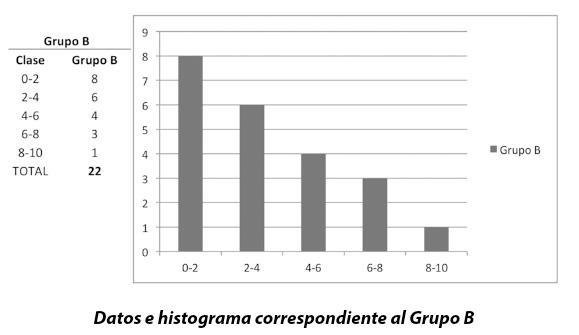 Grupo B
Clase Grupo B
0-2 8
2-4 6
4-6 4
6-8 3
8-10 1
TOTAL 22
9
8
7
6
5
4
3
2
1
0
0-2 2-4 4-6 6-8 8-10
Grupo B
Datos e histograma correspondiente al Grupo B